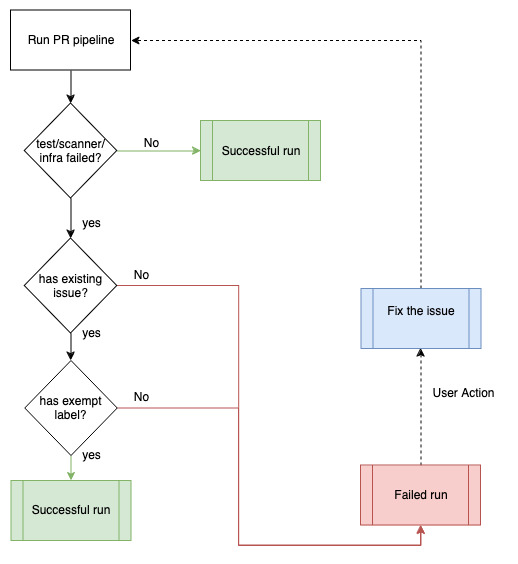 Run PR pipeline
test/scanner/
infra failed?
No
Successful run
yes
has existing
issue?
No
Fix the issue
yes
has exempt
label?
No
User Action
yes
Successful run
Failed run